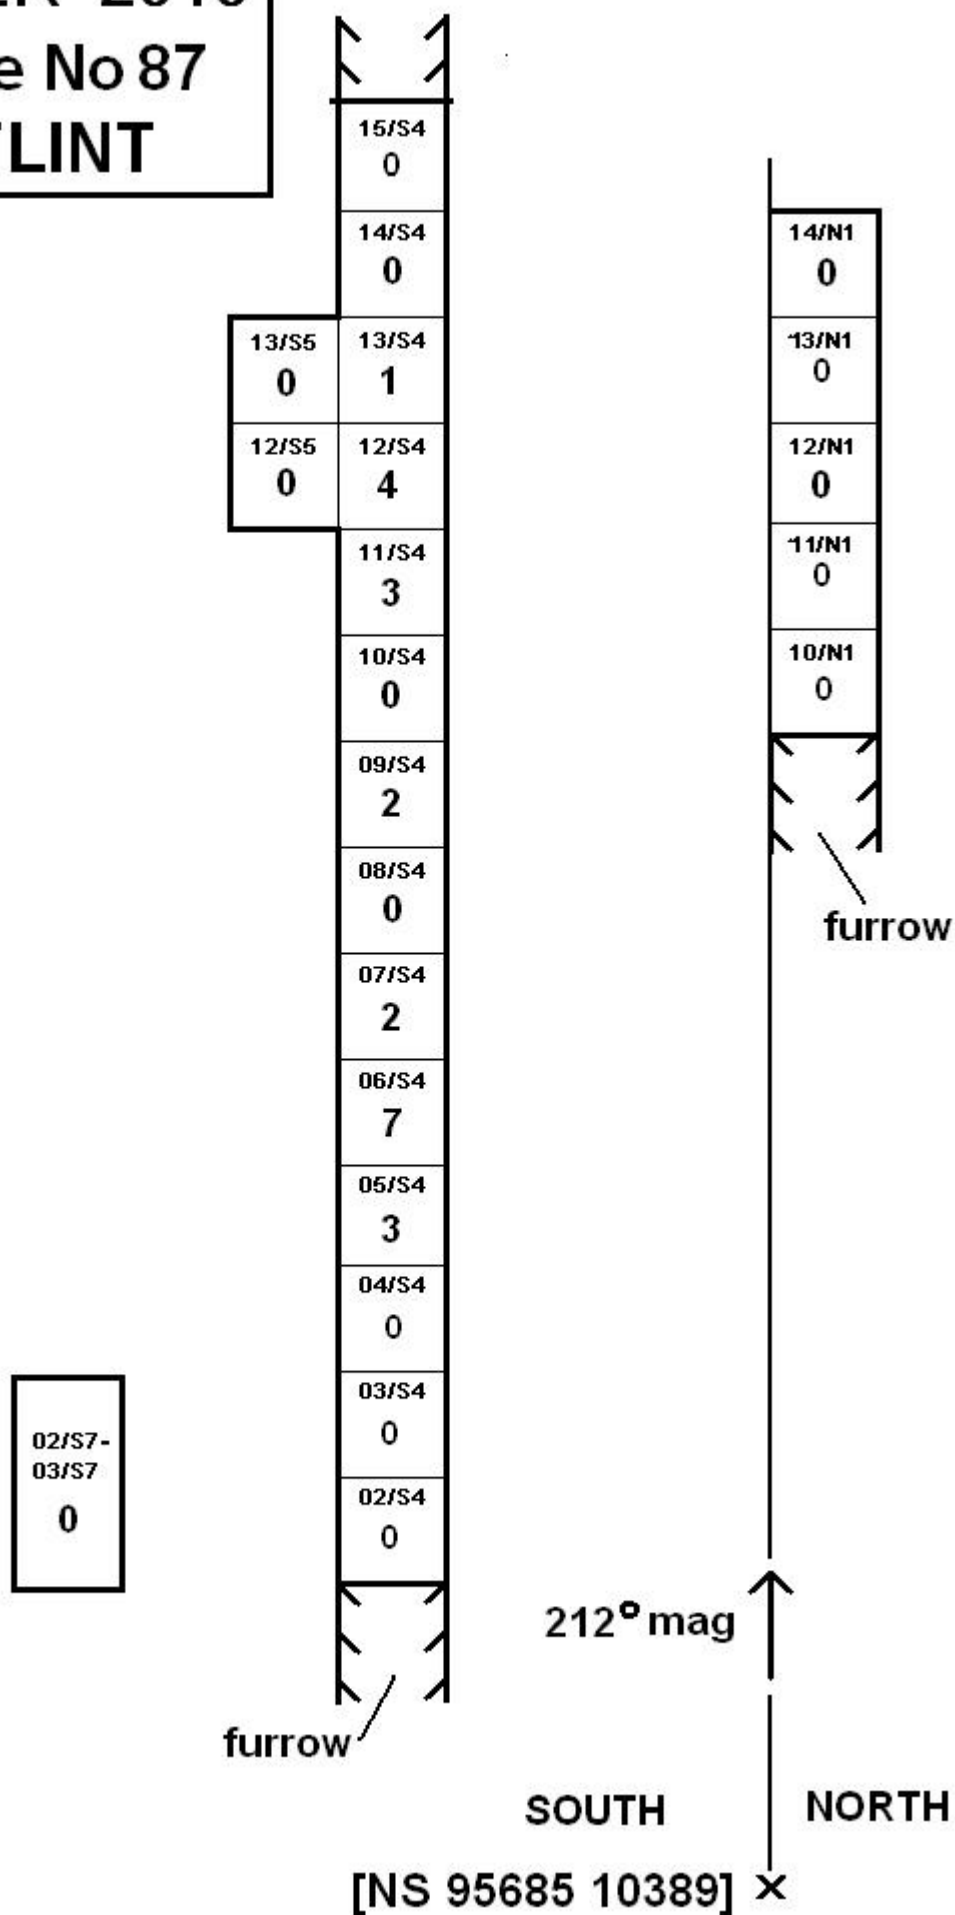 e No 87
LINT
15/S4
0
14/S4
0
14/N1
0
13/S5
0
13/S4
1
13/N1
0
12/S5
0
12/S4
4
12/N1
0
11/S4
3
11/N1
0
10/S4
0
10/N1
0
09/S4
2
08/S4
0
furrow
07/S4
2
06/S4
7
05/S4
3
04/S4
0
03/S4
0
02/S7-
03/S7
0
02/S4
0
212° mag
furrow
SOUTH
NORTH
[NS 95685 10389] ×